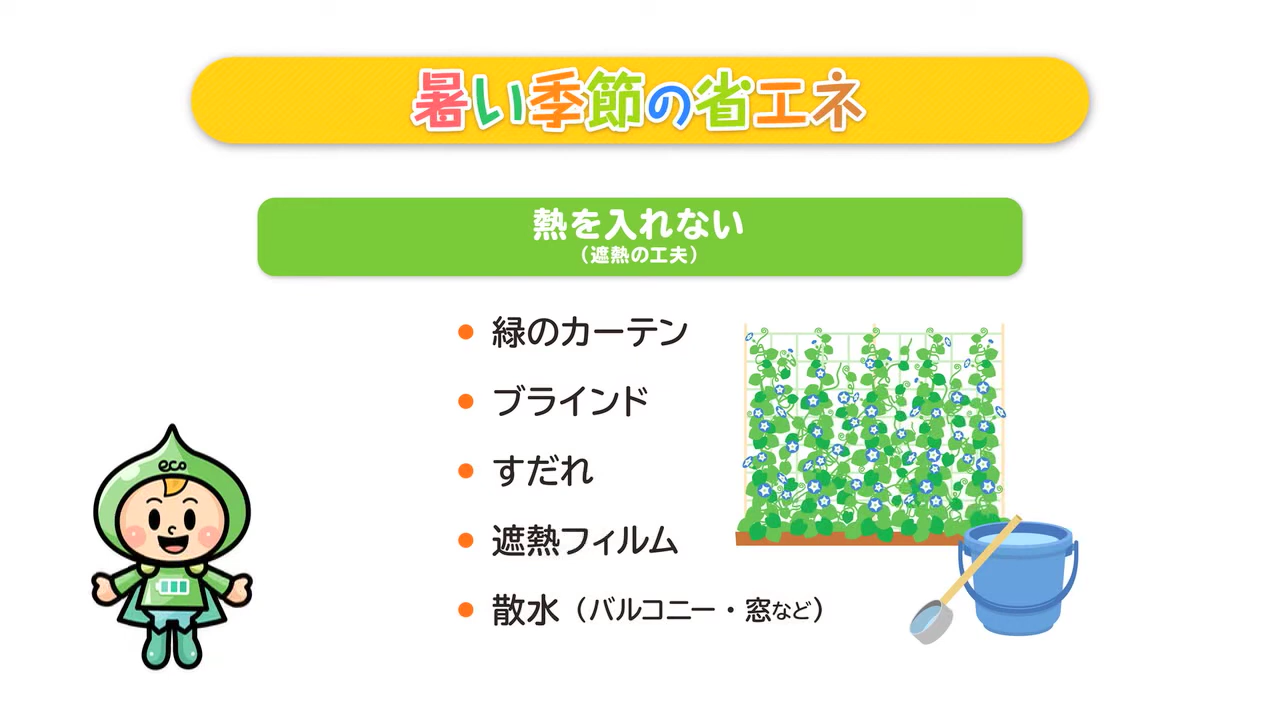 暑い季節の省エネ
熱を入れない
（遮熱の工夫）
緑のカーテン
ブラインド
すだれ
遮熱フィルム
散水（バルコニー・窓など）
eco